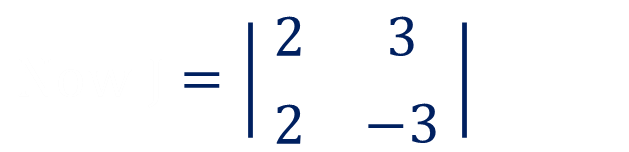 = | 2 3 |
| 2 −3 |